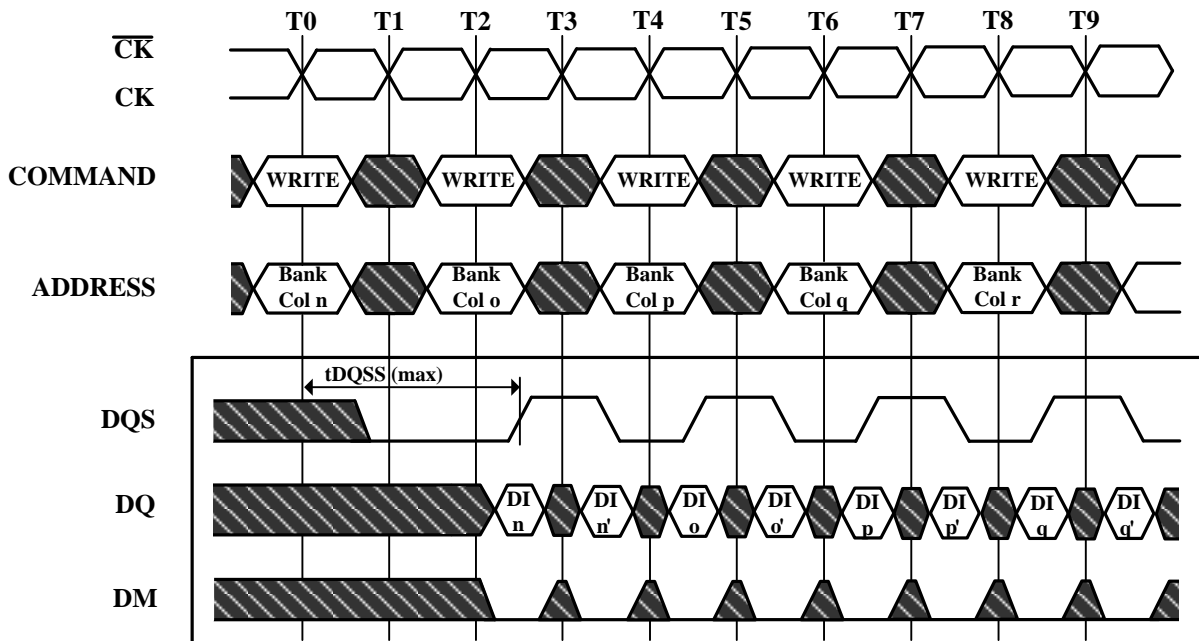 T0 T1 T2 T3 T4 T5 T6 T7 T8 T9
CK
CK
COMMAND WRITE WRITE WRITE WRITE WRITE
ADDRESS Bank Bank Bank Bank Bank
Col n Col o Col p Col q Col r
tDQSS (max)
DQS
DQ DI DI DI DI DI DI DI DI
n n' o o' p p' q q'
DM